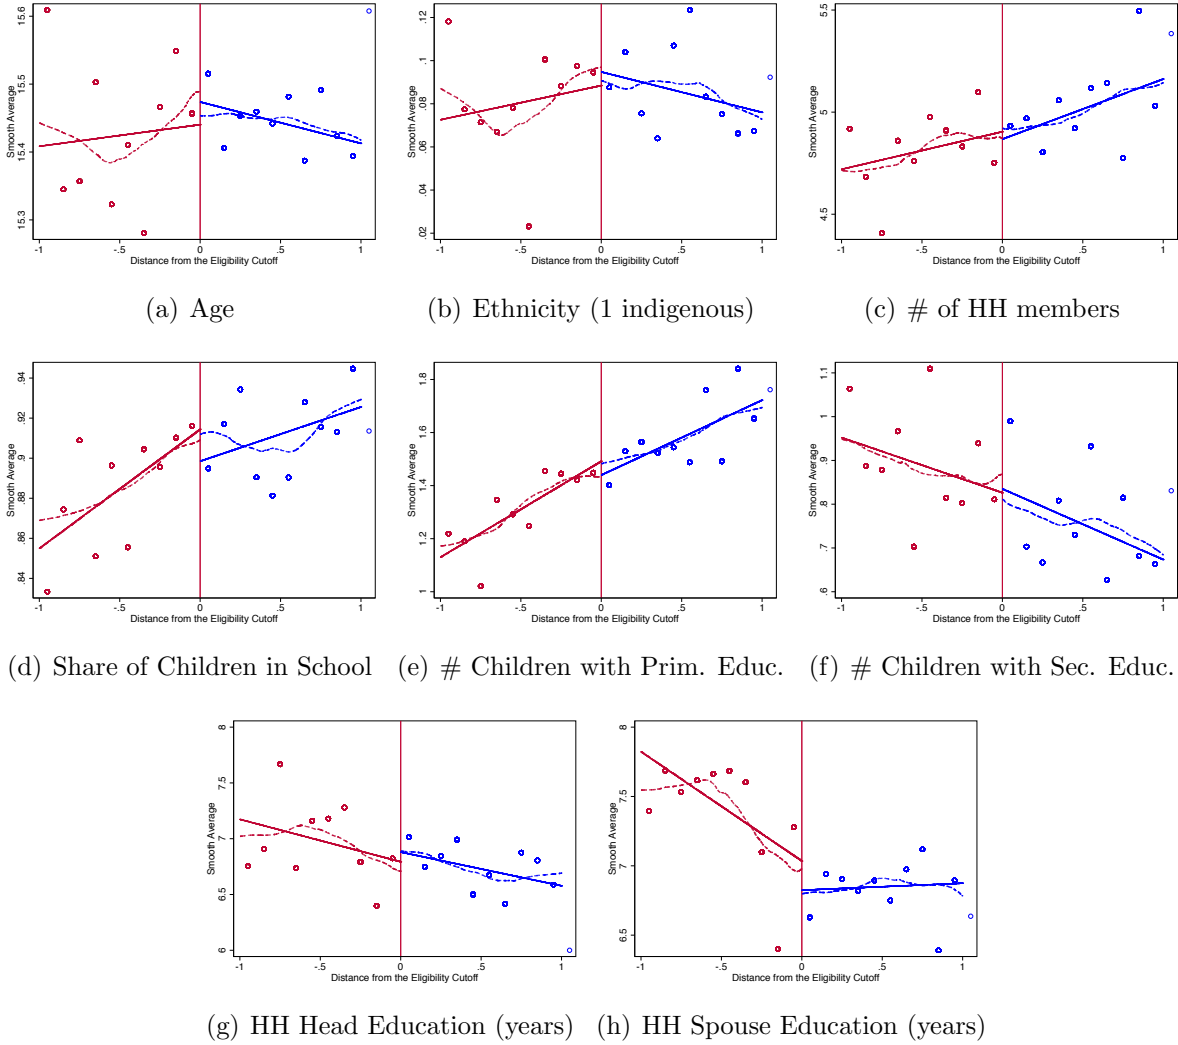 Smooth Average
15.3 15.4 15.5 15.6
-1 -.5 0 .5 1
Distance from the Eligibility Cutoff
(a) Age
Smooth Average
.02 .04 .06 .08 .1 .12
-1 -.5 0 .5 1
Distance from the Eligibility Cutoff
(b) Ethnicity (1 indigenous)
Smooth Average
4.5 5 5.5
-1 -.5 0 .5 1
Distance from the Eligibility Cutoff
(c) # of HH members
Smooth Average
.84 .86 .88 .9 .92 .94
-1 -.5 0 .5 1
Distance from the Eligibility Cutoff
(d) Share of Children in School
Smooth Average
1 1.2 1.4 1.6 1.8
-1 -.5 0 .5 1
Distance from the Eligibility Cutoff
(e) # Children with Prim. Educ.
Smooth Average
.6 .7 .8 .9 1 1.1
-1 -.5 0 .5 1
Distance from the Eligibility Cutoff
(f) # Children with Sec. Educ.
Smooth Average
6 6.5 7 7.5 8
-1 -.5 0 .5 1
Distance from the Eligibility Cutoff
(g) HH Head Education (years)
Smooth Average
6.5 7 7.5 8
-1 -.5 0 .5 1
Distance from the Eligibility Cutoff
(h) HH Spouse Education (years)